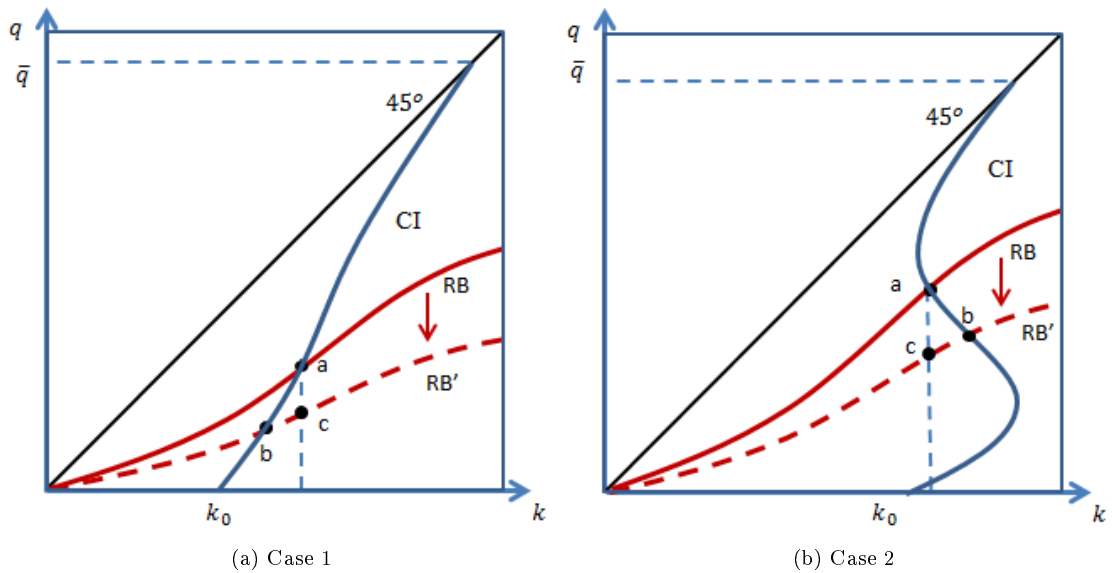 q
q̄
45°
CI
RB
a
RB′
c
b
k₀
k
(a) Case 1
q
q̄
45°
CI
RB
a
b
RB′
c
k₀
k
(b) Case 2